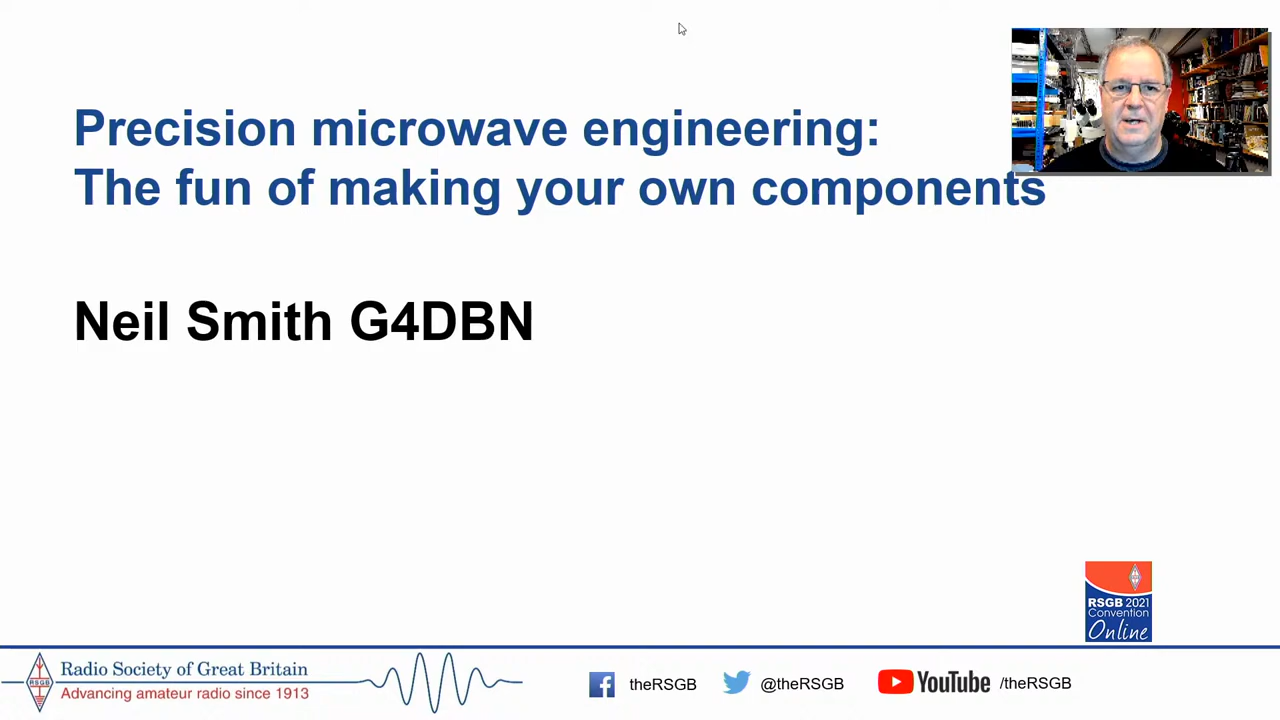 Precision microwave engineering:
The fun of making your own components
Neil Smith G4DBN
RSGB 2021
Convention
Online
Radio Society of Great Britain
Advancing amateur radio since 1913
RSGB
theRSGB
@theRSGB
YouTube /theRSGB